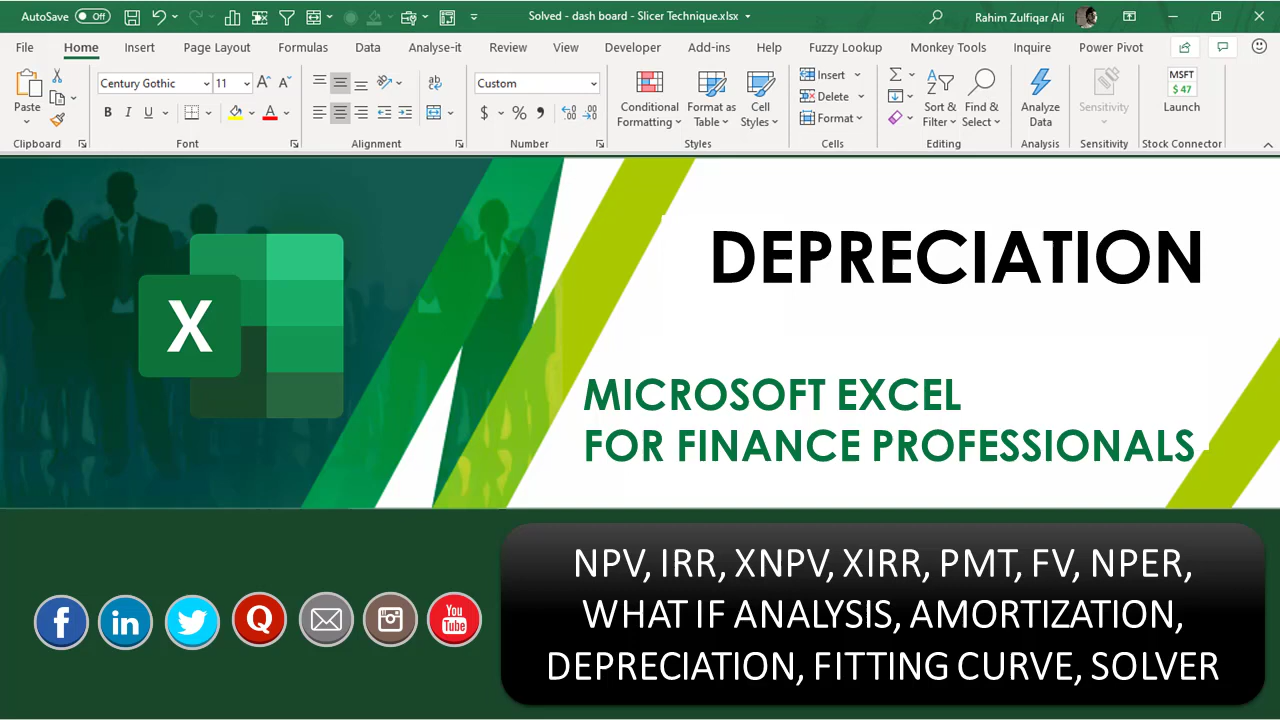 AutoSave Off Solved - dash board - Slicer Technique.xlsx Rahim Zulfiqar Ali
File Home Insert Page Layout Formulas Data Analyse-it Review View Developer Add-ins Help Fuzzy Lookup Monkey Tools Inquire Power Pivot
Paste
Clipboard
Century Gothic 11
B I U A
Font
Alignment
Custom
$ % 9
Number
Conditional
Formatting
Format as
Table
Cell
Styles
Styles
Insert
Delete
Format
Cells
Sort &
Filter
Find &
Select
Editing
Analyze
Data
Analysis
Sensitivity
Sensitivity
MSFT
$ 47
Launch
Stock Connector
X
DEPRECIATION
MICROSOFT EXCEL
FOR FINANCE PROFESSIONALS
f in Q You
Tube
NPV, IRR, XNPV, XIRR, PMT, FV, NPER,
WHAT IF ANALYSIS, AMORTIZATION,
DEPRECIATION, FITTING CURVE, SOLVER